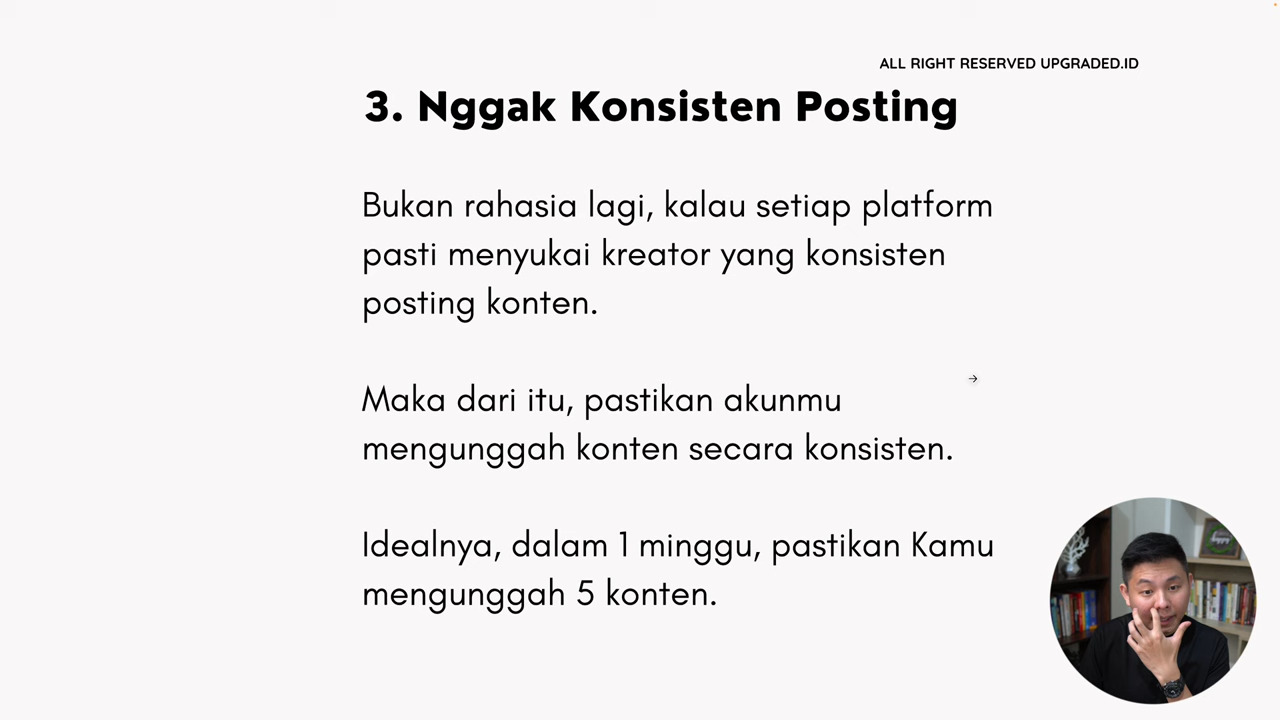 ALL RIGHT RESERVED UPGRADED.ID
3. Nggak Konsisten Posting
Bukan rahasia lagi, kalau setiap platform
pasti menyukai kreator yang konsisten
posting konten.
Maka dari itu, pastikan akunmu
mengunggah konten secara konsisten.
Idealnya, dalam 1 minggu, pastikan Kamu
mengunggah 5 konten.